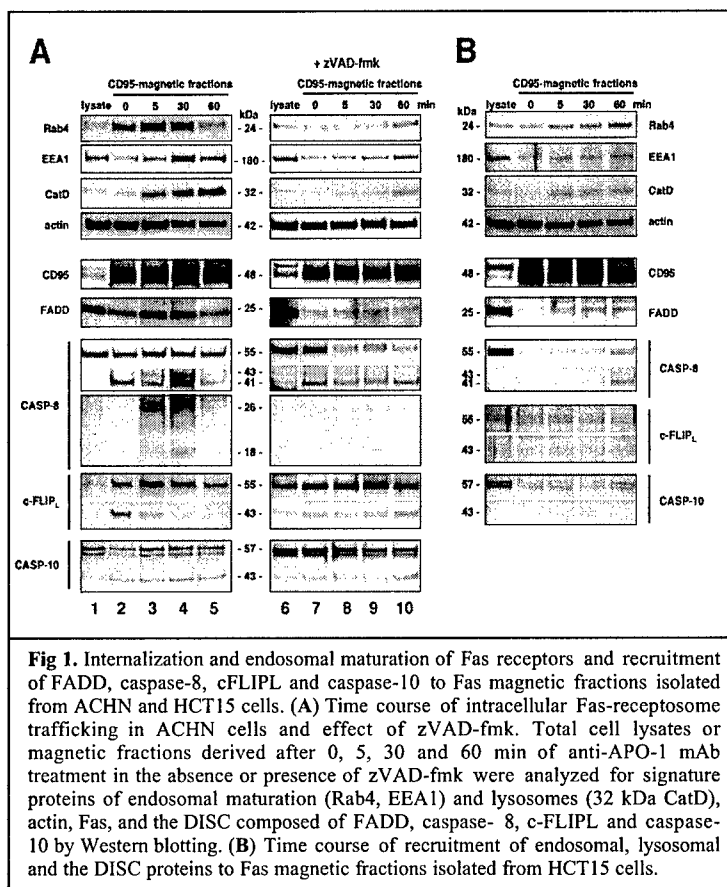 A
B
+ zVAD-fmk
CD95-magnetic fractions
CD95-magnetic fractions
CD95-magnetic fractions
lysate 0 5 30 60 kDa lysate 0 5 30 60 min
lysate 0 5 30 60 min
Rab4 - 24 -
24 - Rab4
EEA1 - 180 -
180 - EEA1
CatD - 32 -
32 - CatD
actin - 42 -
42 - actin
CD95 - 48 -
48 - CD95
FADD - 25 -
25 - FADD
CASP-8
- 55 -
- 43 -
- 41 -
- 26 -
- 18 -
55 -
43 -
41 -
CASP-8
c-FLIPL
- 55 -
- 43 -
55 -
43 -
c-FLIPL
CASP-10
- 57 -
- 43 -
57 -
43 -
CASP-10
1 2 3 4 5 6 7 8 9 10
Fig 1. Internalization and endosomal maturation of Fas receptors and recruitment
of FADD, caspase-8, cFLIPL and caspase-10 to Fas magnetic fractions isolated
from ACHN and HCT15 cells. (A) Time course of intracellular Fas-receptosome
trafficking in ACHN cells and effect of zVAD-fmk. Total cell lysates or
magnetic fractions derived after 0, 5, 30 and 60 min of anti-APO-1 mAb
treatment in the absence or presence of zVAD-fmk were analyzed for signature
proteins of endosomal maturation (Rab4, EEA1) and lysosomes (32 kDa CatD),
actin, Fas, and the DISC composed of FADD, caspase- 8, c-FLIPL and caspase-
10 by Western blotting. (B) Time course of recruitment of endosomal, lysosomal
and the DISC proteins to Fas magnetic fractions isolated from HCT15 cells.